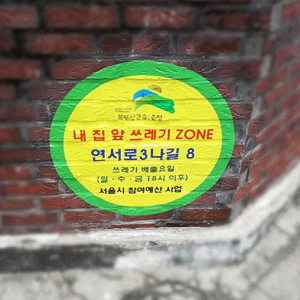 내 집 앞 쓰레기 ZONE
연서로3나길 8
쓰레기 배출요일
(일·수·금 18시 이후)
서울시 참여예산 사업